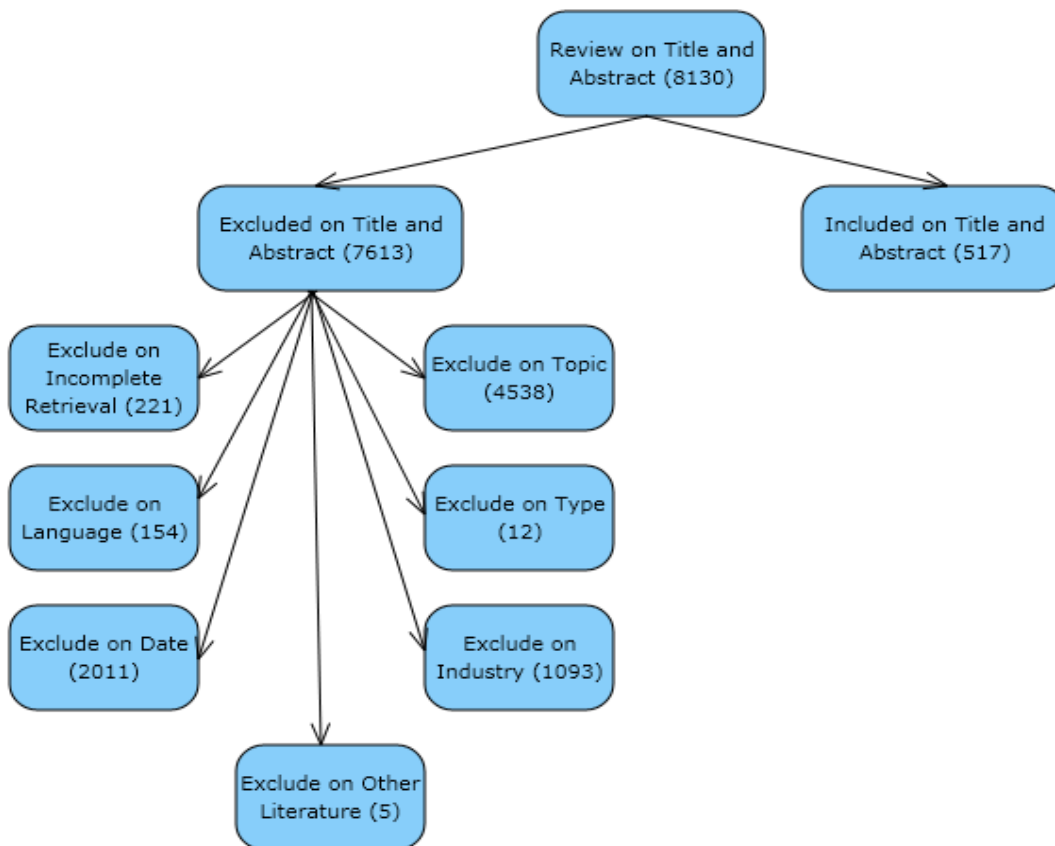 Review on Title and
Abstract (8130)
Excluded on Title and
Abstract (7613)
Included on Title and
Abstract (517)
Exclude on
Incomplete
Retrieval (221)
Exclude on Topic
(4538)
Exclude on
Language (154)
Exclude on Type
(12)
Exclude on Date
(2011)
Exclude on
Industry (1093)
Exclude on Other
Literature (5)